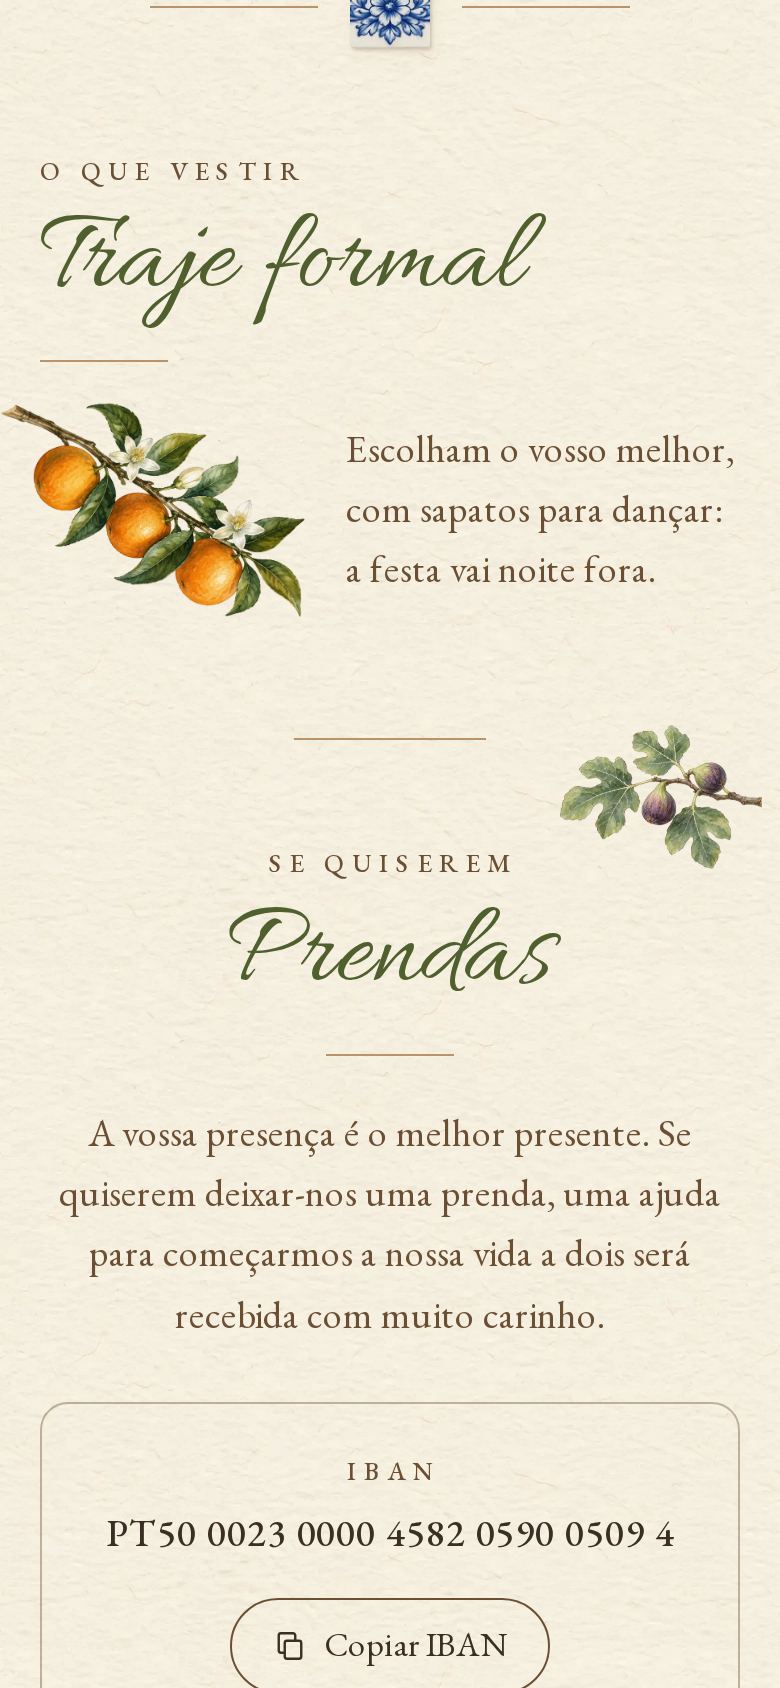 O QUE VESTIR
Traje formal
Escolham o vosso melhor,
com sapatos para dançar:
a festa vai noite fora.
SE QUISEREM
Prendas
A vossa presença é o melhor presente. Se
quiserem deixar-nos uma prenda, uma ajuda
para começarmos a nossa vida a dois será
recebida com muito carinho.
IBAN
PT50 0023 0000 4582 0590 0509 4
Copiar IBAN